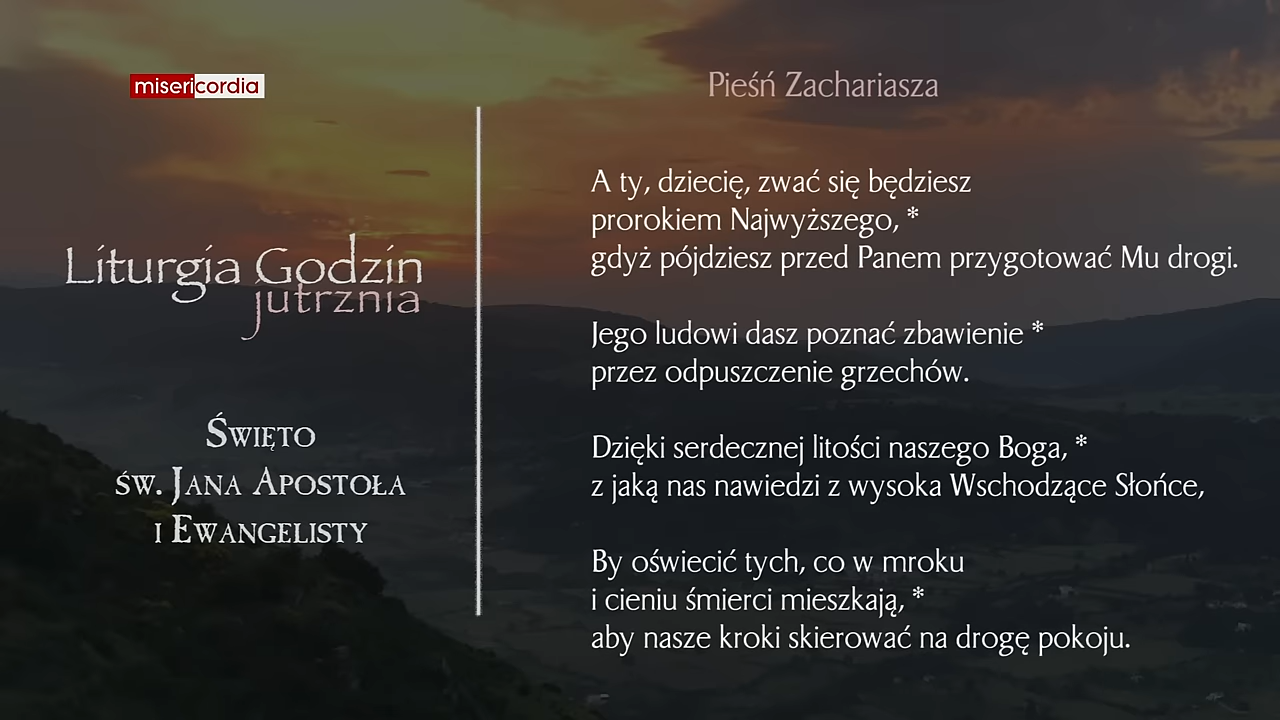 misericordia
Liturgia Godzin
jutrznia
Święto
św. Jana Apostoła
i Ewangelisty
Pieśń Zachariasza
A ty, dziecię, zwać się będziesz
prorokiem Najwyższego, *
gdyż pójdziesz przed Panem przygotować Mu drogi.
Jego ludowi dasz poznać zbawienie *
przez odpuszczenie grzechów.
Dzięki serdecznej litości naszego Boga, *
z jaką nas nawiedzi z wysoka Wschodzące Słońce,
By oświecić tych, co w mroku
i cieniu śmierci mieszkają, *
aby nasze kroki skierować na drogę pokoju.